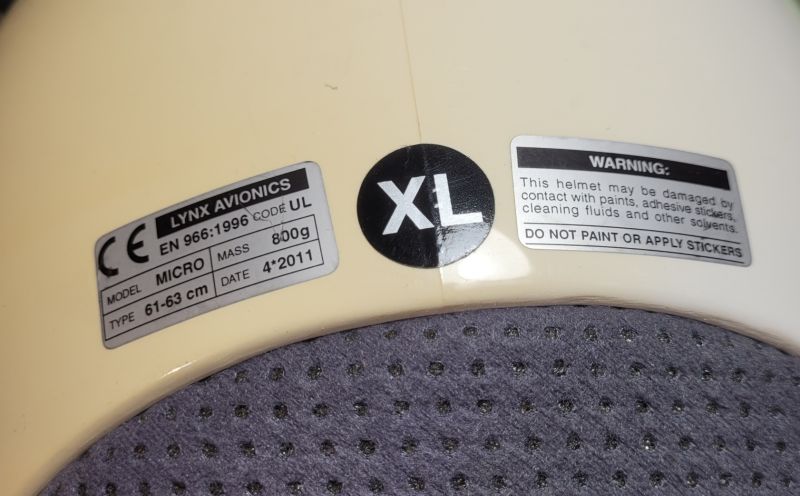 CE
LYNX AVIONICS
EN 966:1996 CODE UL
MODEL MICRO MASS 800g
TYPE 61-63 cm DATE 4*2011
XL
WARNING:
This helmet may be damaged by
contact with paints, adhesive stickers,
cleaning fluids and other solvents.
DO NOT PAINT OR APPLY STICKERS